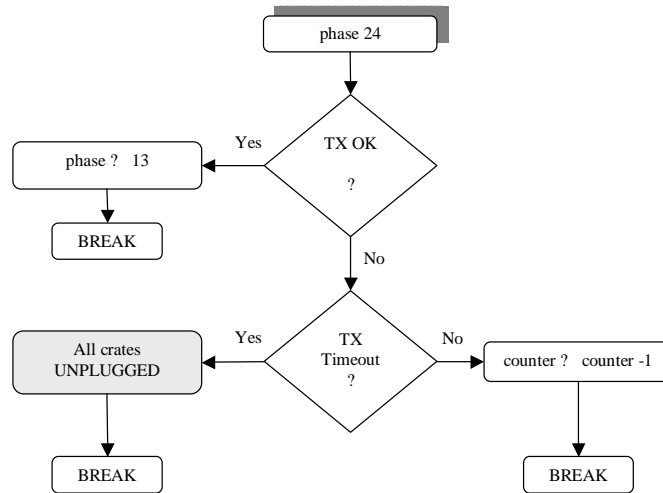 phase 24
TX OK
?
Yes
phase ? 13
BREAK
No
TX
Timeout
?
Yes
No
All crates
UNPLUGGED
counter ? counter -1
BREAK
BREAK